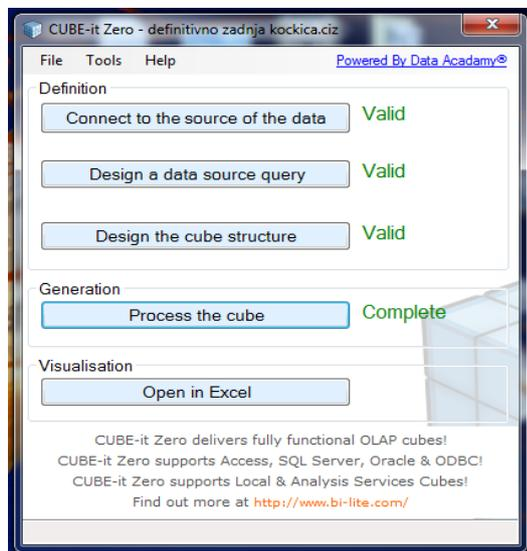 CUBE-it Zero - definitivno zadnja kockica.ciz
File Tools Help Powered By Data Acadamy®
Definition
Connect to the source of the data Valid
Design a data source query Valid
Design the cube structure Valid
Generation
Process the cube Complete
Visualisation
Open in Excel
CUBE-it Zero delivers fully functional OLAP cubes!
CUBE-it Zero supports Access, SQL Server, Oracle & ODBC!
CUBE-it Zero supports Local & Analysis Services Cubes!
Find out more at http://www.bi-lite.com/